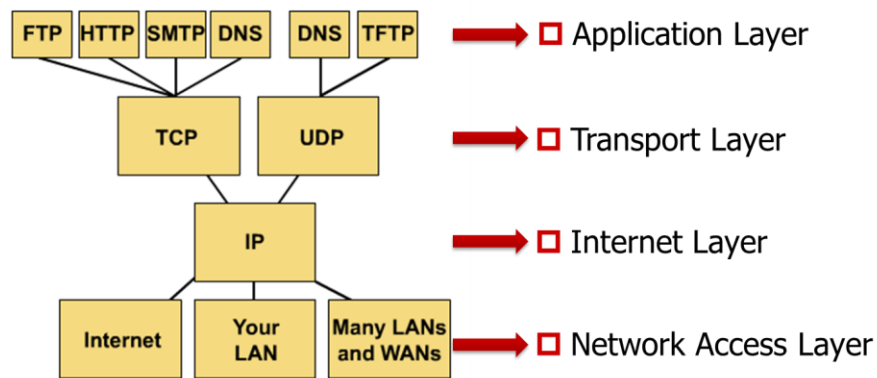 FTP
HTTP
SMTP
DNS
DNS
TFTP
Application Layer
TCP
UDP
Transport Layer
IP
Internet Layer
Internet
Your
LAN
Many LANs
and WANs
Network Access Layer